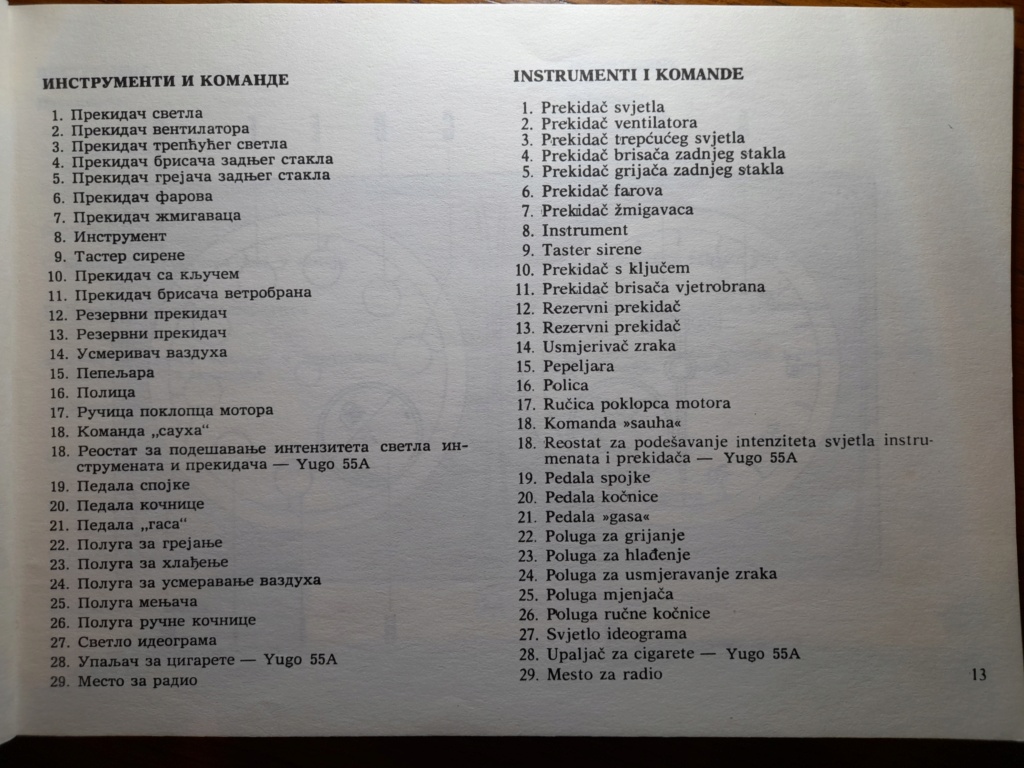 ИНСТРУМЕНТИ И КОМАНДЕ
1. Прекидач светла
2. Прекидач вентилатора
3. Прекидач трепћућег светла
4. Прекидач брисача задњег стакла
5. Прекидач грејача задњег стакла
6. Прекидач фарова
7. Прекидач жмигаваца
8. Инструмент
9. Тастер сирене
10. Прекидач са кључем
11. Прекидач брисача ветробрана
12. Резервни прекидач
13. Резервни прекидач
14. Усмеривач ваздуха
15. Пепељара
16. Полица
17. Ручица поклопца мотора
18. Команда „сауха“
18. Реостат за подешавање интензитета светла ин-
струмената и прекидача — Yugo 55A
19. Педала спојке
20. Педала кочнице
21. Педала „гаса“
22. Полуга за грејање
23. Полуга за хлађење
24. Полуга за усмеравање ваздуха
25. Полуга мењача
26. Полуга ручне кочнице
27. Светло идеограма
28. Упаљач за цигарете — Yugo 55A
29. Место за радио
INSTRUMENTI I KOMANDE
1. Prekidač svjetla
2. Prekidač ventilatora
3. Prekidač trepćućeg svjetla
4. Prekidač brisača zadnjeg stakla
5. Prekidač grijača zadnjeg stakla
6. Prekidač farova
7. Prekidač žmigavaca
8. Instrument
9. Taster sirene
10. Prekidač s ključem
11. Prekidač brisača vjetrobrana
12. Rezervni prekidač
13. Rezervni prekidač
14. Usmjerivač zraka
15. Pepeljara
16. Polica
17. Ručica poklopca motora
18. Komanda »sauha«
18. Reostat za podešavanje intenziteta svjetla instru-
menata i prekidača — Yugo 55A
19. Pedala spojke
20. Pedala kočnice
21. Pedala »gasa«
22. Poluga za grijanje
23. Poluga za hlađenje
24. Poluga za usmjeravanje zraka
25. Poluga mjenjača
26. Poluga ručne kočnice
27. Svjetlo ideograma
28. Upaljač za cigarete — Yugo 55A
29. Mesto za radio
13